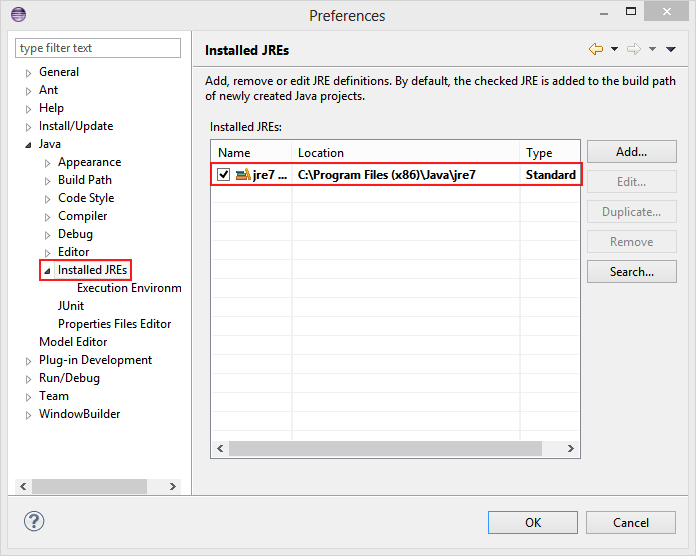 Preferences
type filter text
General
Ant
Help
Install/Update
Java
Appearance
Build Path
Code Style
Compiler
Debug
Editor
Installed JREs
Execution Environm
JUnit
Properties Files Editor
Model Editor
Plug-in Development
Run/Debug
Team
WindowBuilder
Installed JREs
Add, remove or edit JRE definitions. By default, the checked JRE is added to the build path
of newly created Java projects.
Installed JREs:
Name Location Type
jre7 ... C:\Program Files (x86)\Java\jre7 Standard
Add...
Edit...
Duplicate...
Remove
Search...
?
OK Cancel